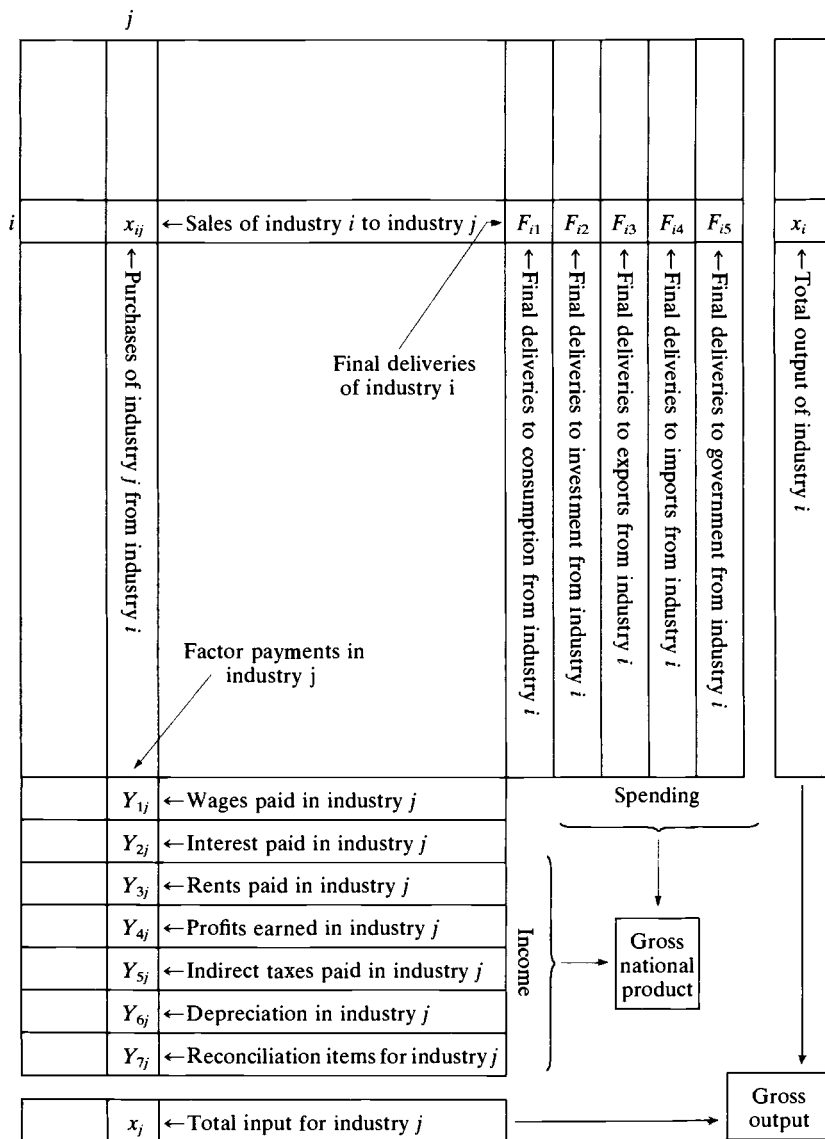 j
i
x_ij ←Sales of industry i to industry j
F_i1 F_i2 F_i3 F_i4 F_i5
x_i
←Purchases of industry j from industry i
Final deliveries
of industry i
←Final deliveries to consumption from industry i
←Final deliveries to investment from industry i
←Final deliveries to exports from industry i
←Final deliveries to imports from industry i
←Final deliveries to government from industry i
←Total output of industry i
Factor payments in
industry j
Y_1j ←Wages paid in industry j
Y_2j ←Interest paid in industry j
Y_3j ←Rents paid in industry j
Y_4j ←Profits earned in industry j
Y_5j ←Indirect taxes paid in industry j
Y_6j ←Depreciation in industry j
Y_7j ←Reconciliation items for industry j
Spending
Income
Gross
national
product
x_j ←Total input for industry j
Gross
output